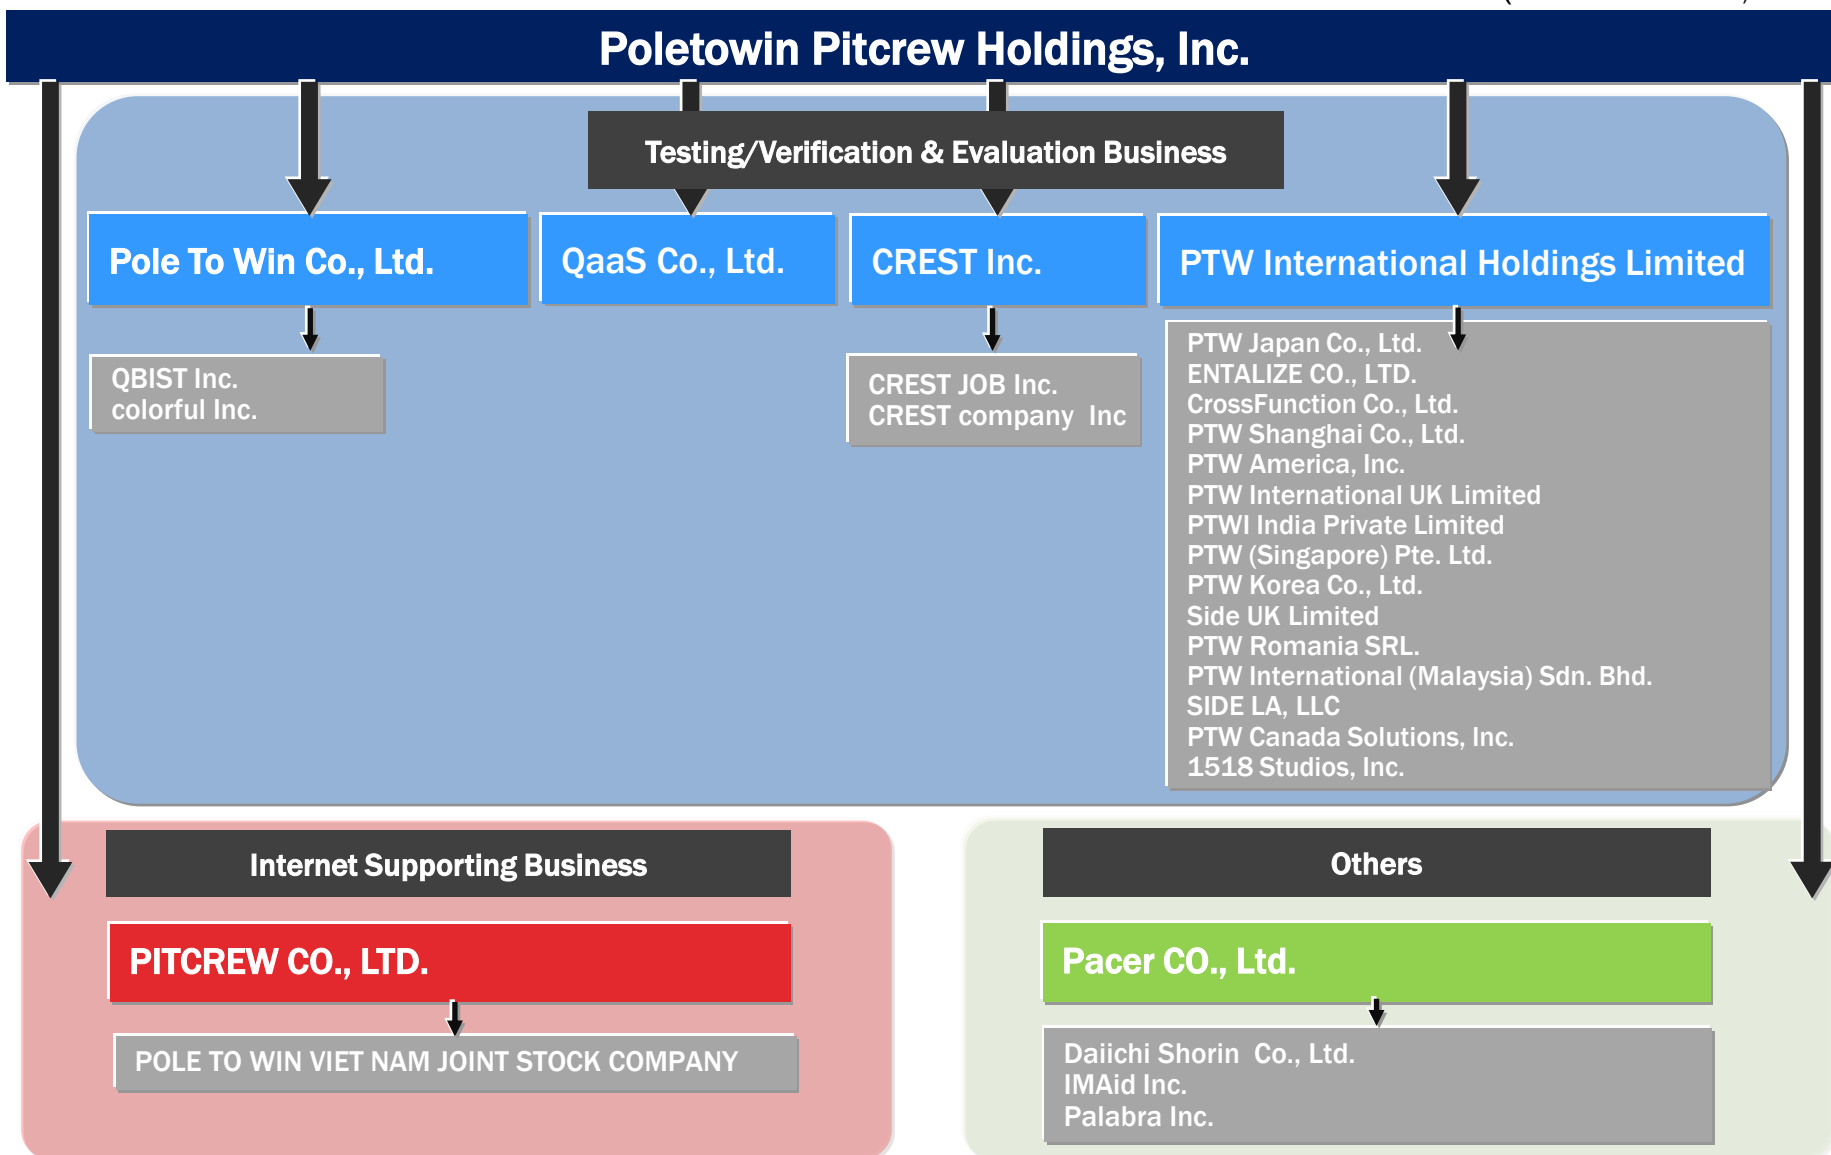 Poletowin Pitcrew Holdings, Inc.
Testing/Verification & Evaluation Business
Pole To Win Co., Ltd.
QaaS Co., Ltd.
CREST Inc.
PTW International Holdings Limited
QBIST Inc.
colorful Inc.
CREST JOB Inc.
CREST company Inc
PTW Japan Co., Ltd.
ENTALIZE CO., LTD.
CrossFunction Co., Ltd.
PTW Shanghai Co., Ltd.
PTW America, Inc.
PTW International UK Limited
PTWI India Private Limited
PTW (Singapore) Pte. Ltd.
PTW Korea Co., Ltd.
Side UK Limited
PTW Romania SRL.
PTW International (Malaysia) Sdn. Bhd.
SIDE LA, LLC
PTW Canada Solutions, Inc.
1518 Studios, Inc.
Internet Supporting Business
PITCREW CO., LTD.
POLE TO WIN VIET NAM JOINT STOCK COMPANY
Others
Pacer CO., Ltd.
Daiichi Shorin Co., Ltd.
IMAid Inc.
Palabra Inc.